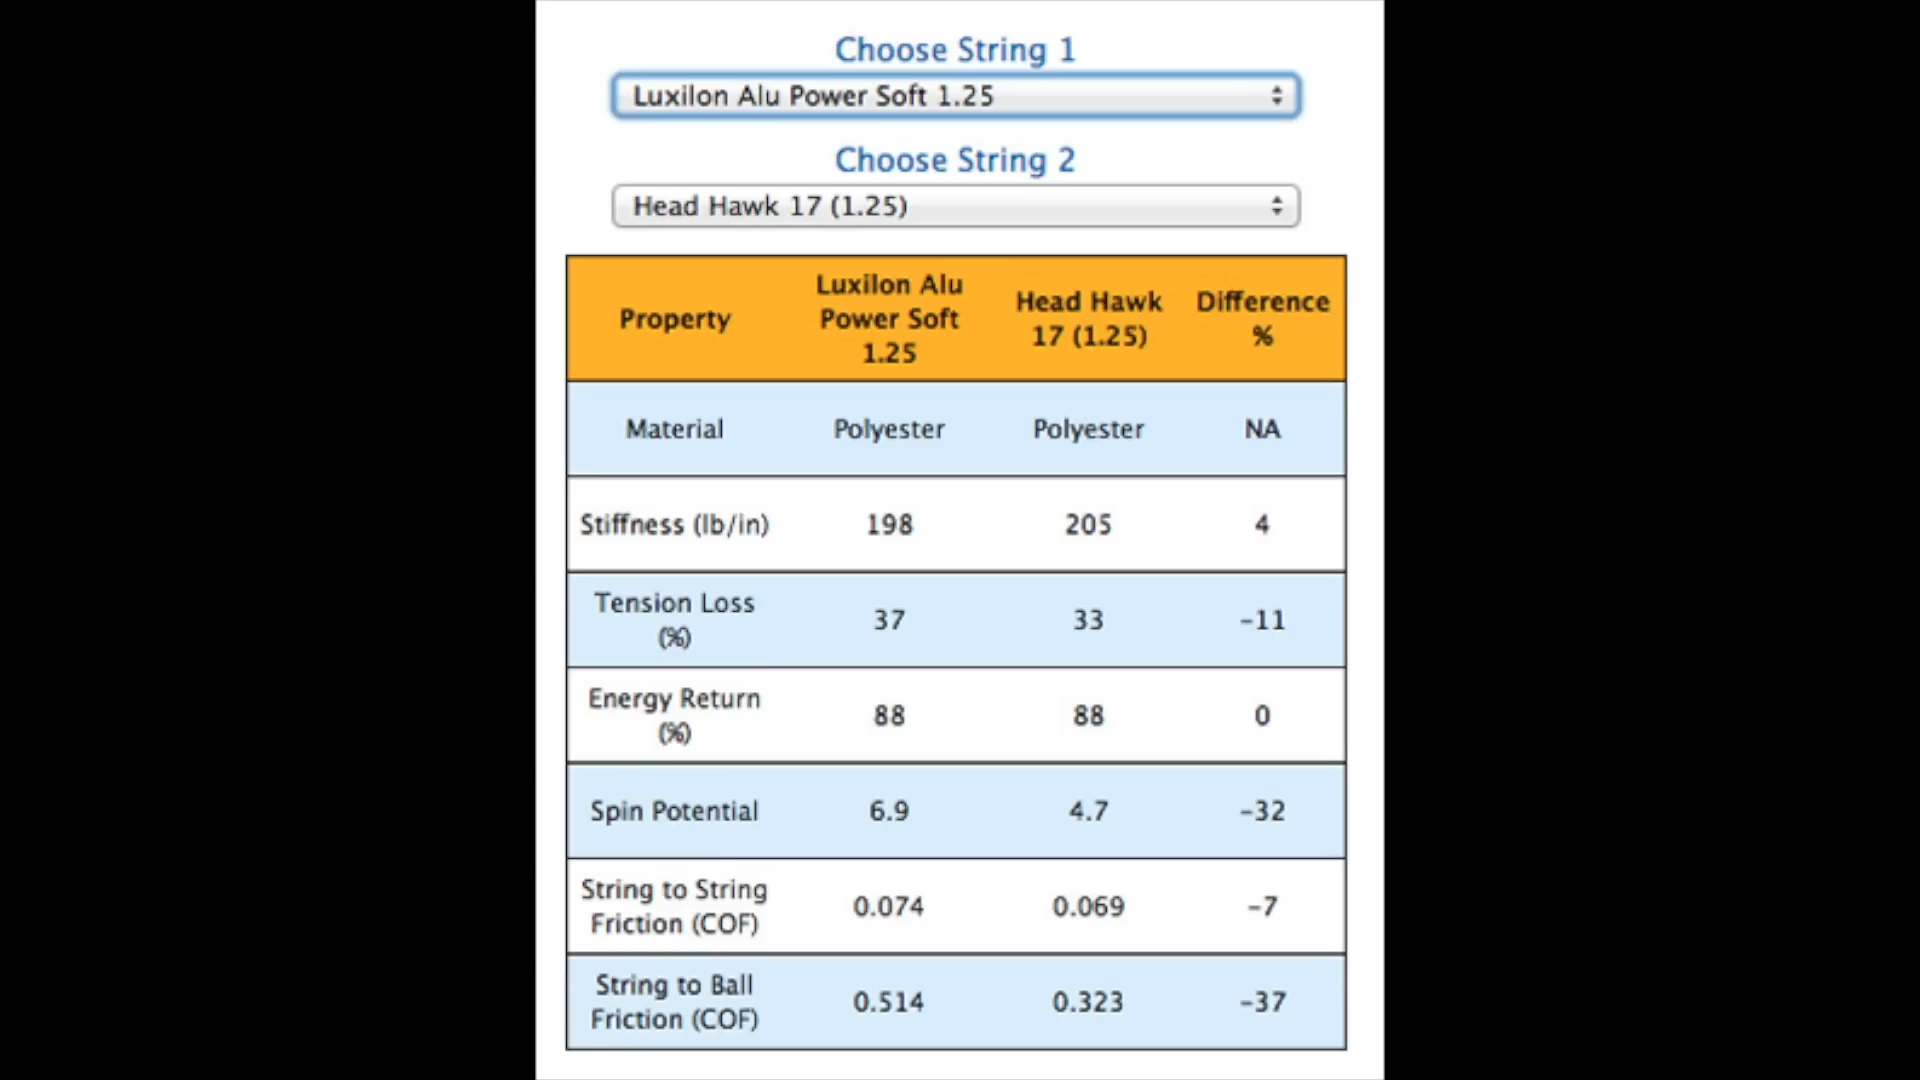 Choose String 1
Luxilon Alu Power Soft 1.25
Choose String 2
Head Hawk 17 (1.25)
Property
Luxilon Alu
Power Soft
1.25
Head Hawk
17 (1.25)
Difference
%
Material
Polyester
Polyester
NA
Stiffness (lb/in)
198
205
4
Tension Loss
(%)
37
33
-11
Energy Return
(%)
88
88
0
Spin Potential
6.9
4.7
-32
String to String
Friction (COF)
0.074
0.069
-7
String to Ball
Friction (COF)
0.514
0.323
-37